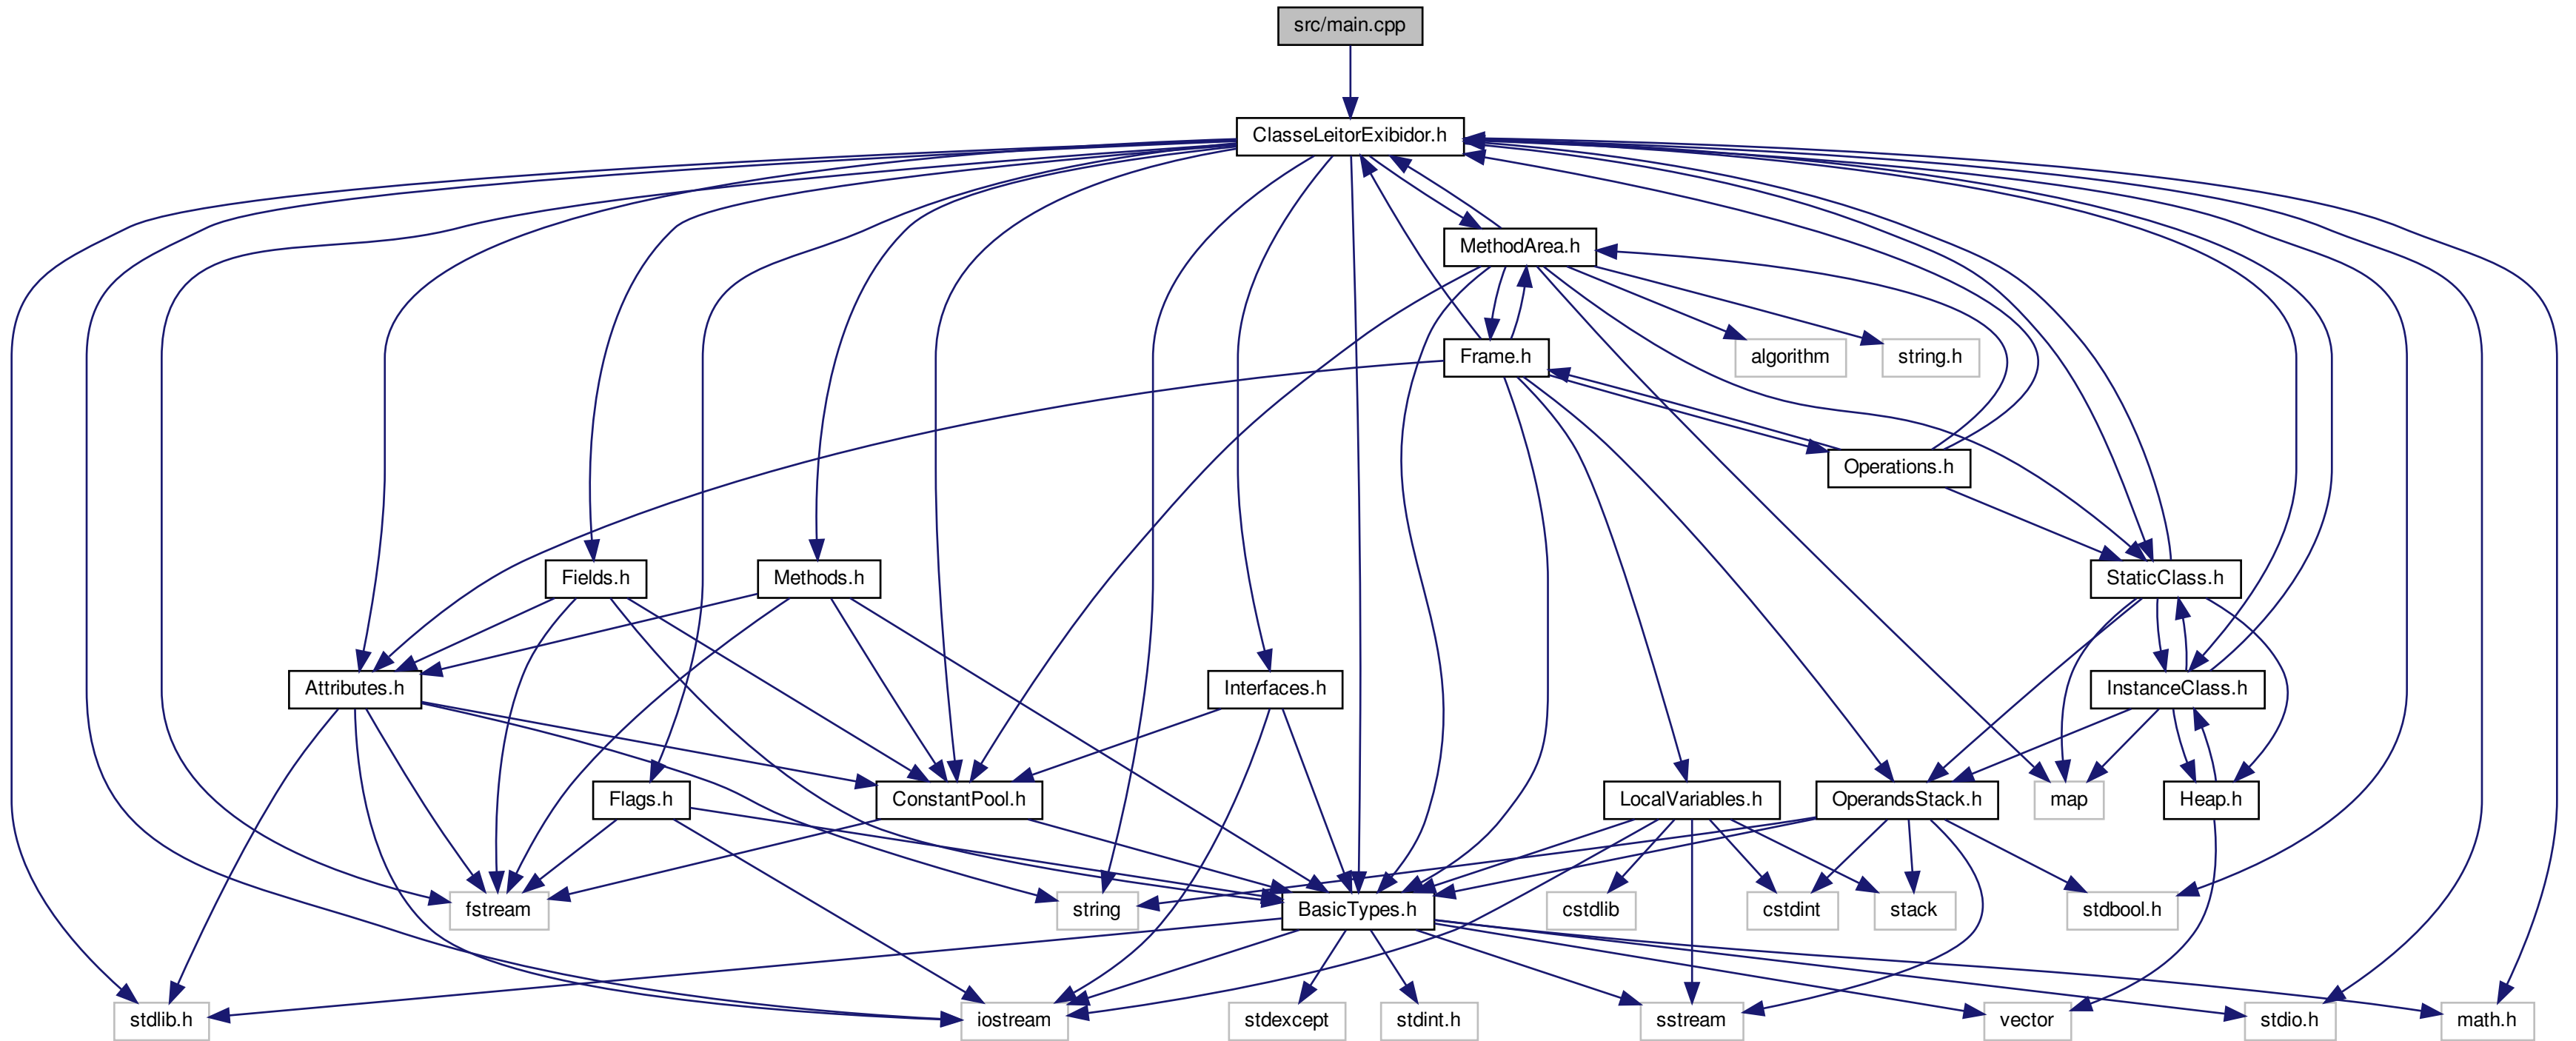 src/main.cpp
ClasseLeitorExibidor.h
MethodArea.h
Frame.h
algorithm
string.h
Operations.h
Fields.h
Methods.h
StaticClass.h
Attributes.h
Interfaces.h
InstanceClass.h
Flags.h
ConstantPool.h
LocalVariables.h
OperandsStack.h
map
Heap.h
fstream
string
BasicTypes.h
cstdlib
cstdint
stack
stdbool.h
stdlib.h
iostream
stdexcept
stdint.h
sstream
vector
stdio.h
math.h